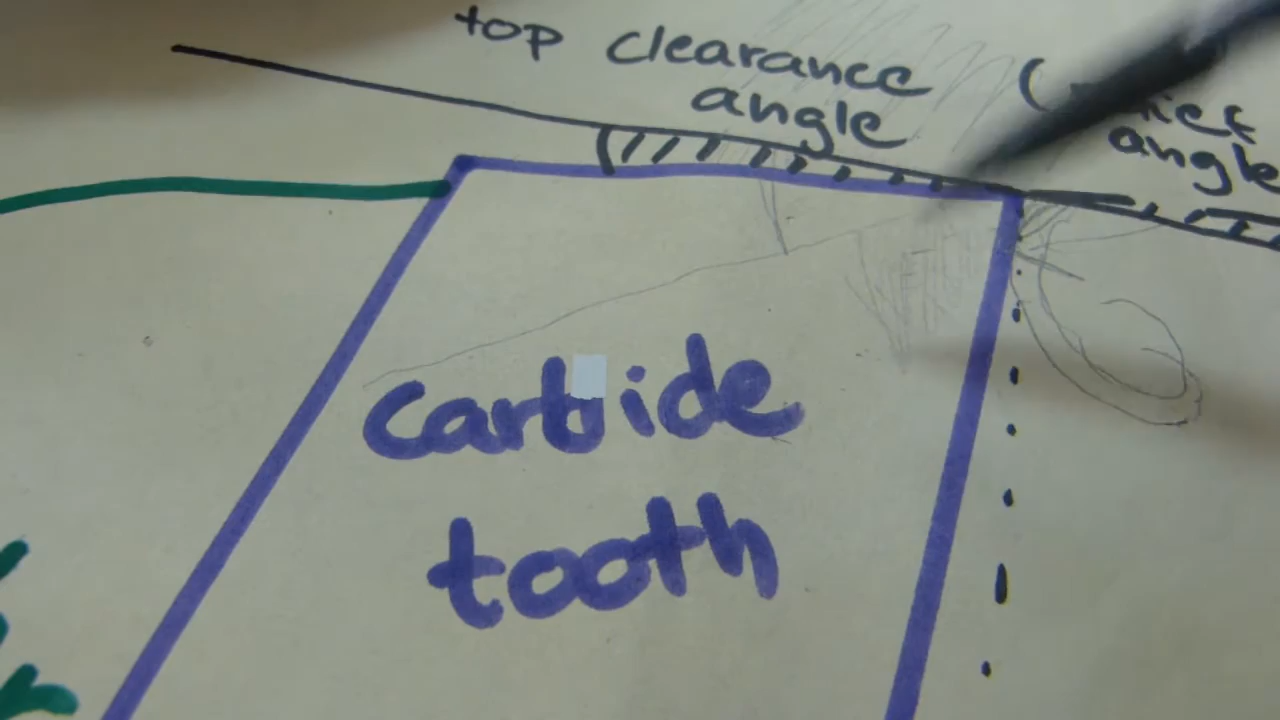 top clearance
angle
angle
carbide
tooth